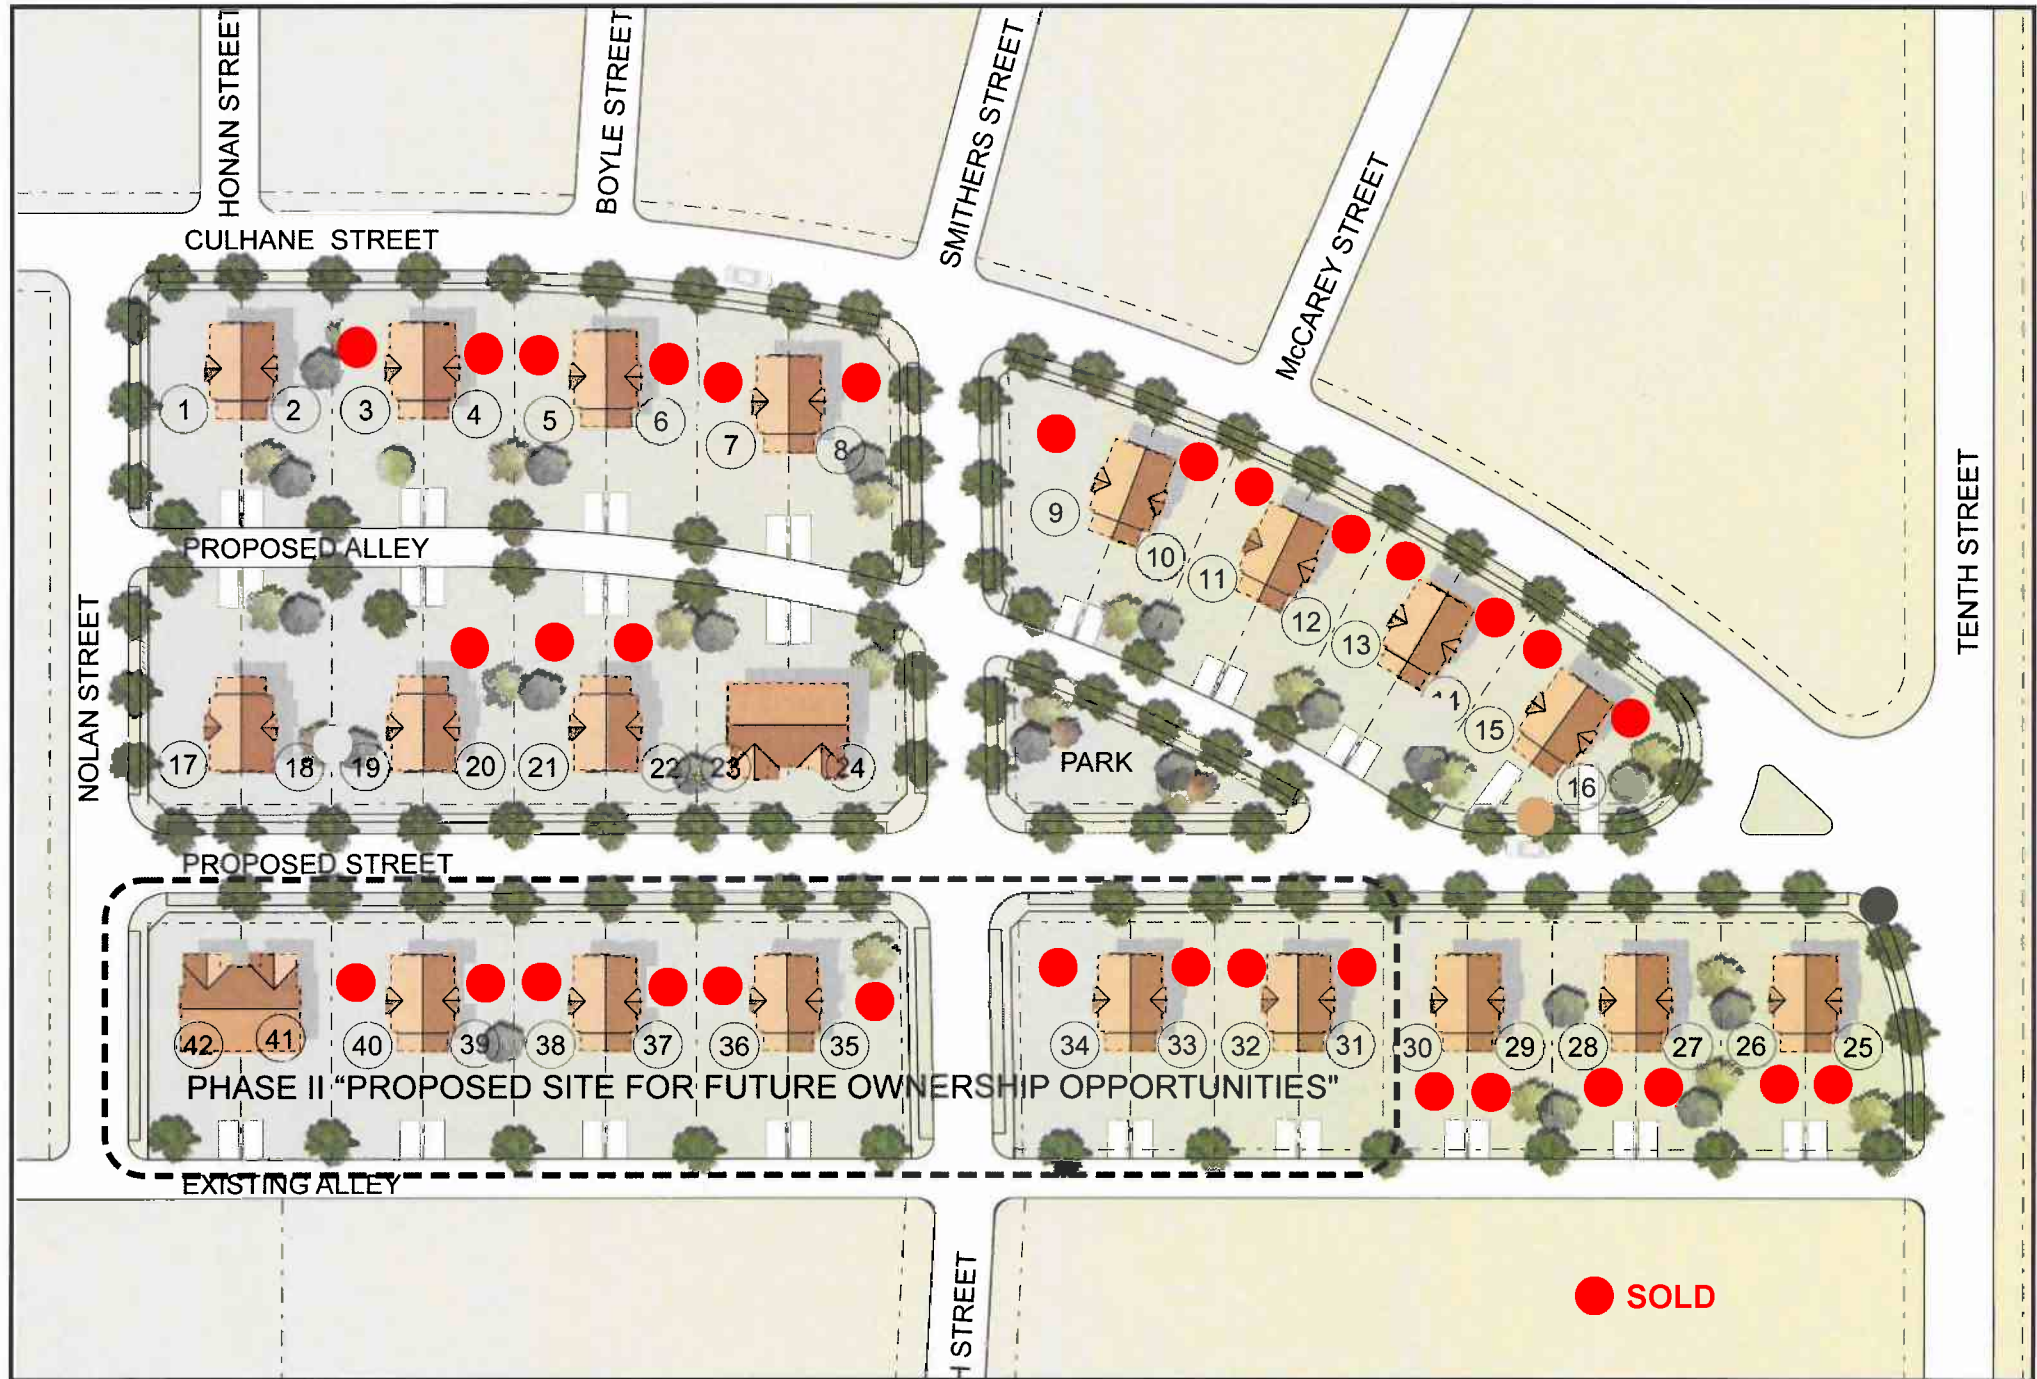 HONAN STREET
BOYLE STREET
SMITHERS STREET
McCAREY STREET
CULHANE STREET
1
2
3
4
5
6
7
8
9
10
11
12
13
15
16
PROPOSED ALLEY
NOLAN STREET
TENTH STREET
17
18
19
20
21
22
23
24
PARK
PROPOSED STREET
42
41
40
39
38
37
36
35
34
33
32
31
30
29
28
27
26
25
PHASE II “PROPOSED SITE FOR FUTURE OWNERSHIP OPPORTUNITIES"
EXISTING ALLEY
STREET
SOLD